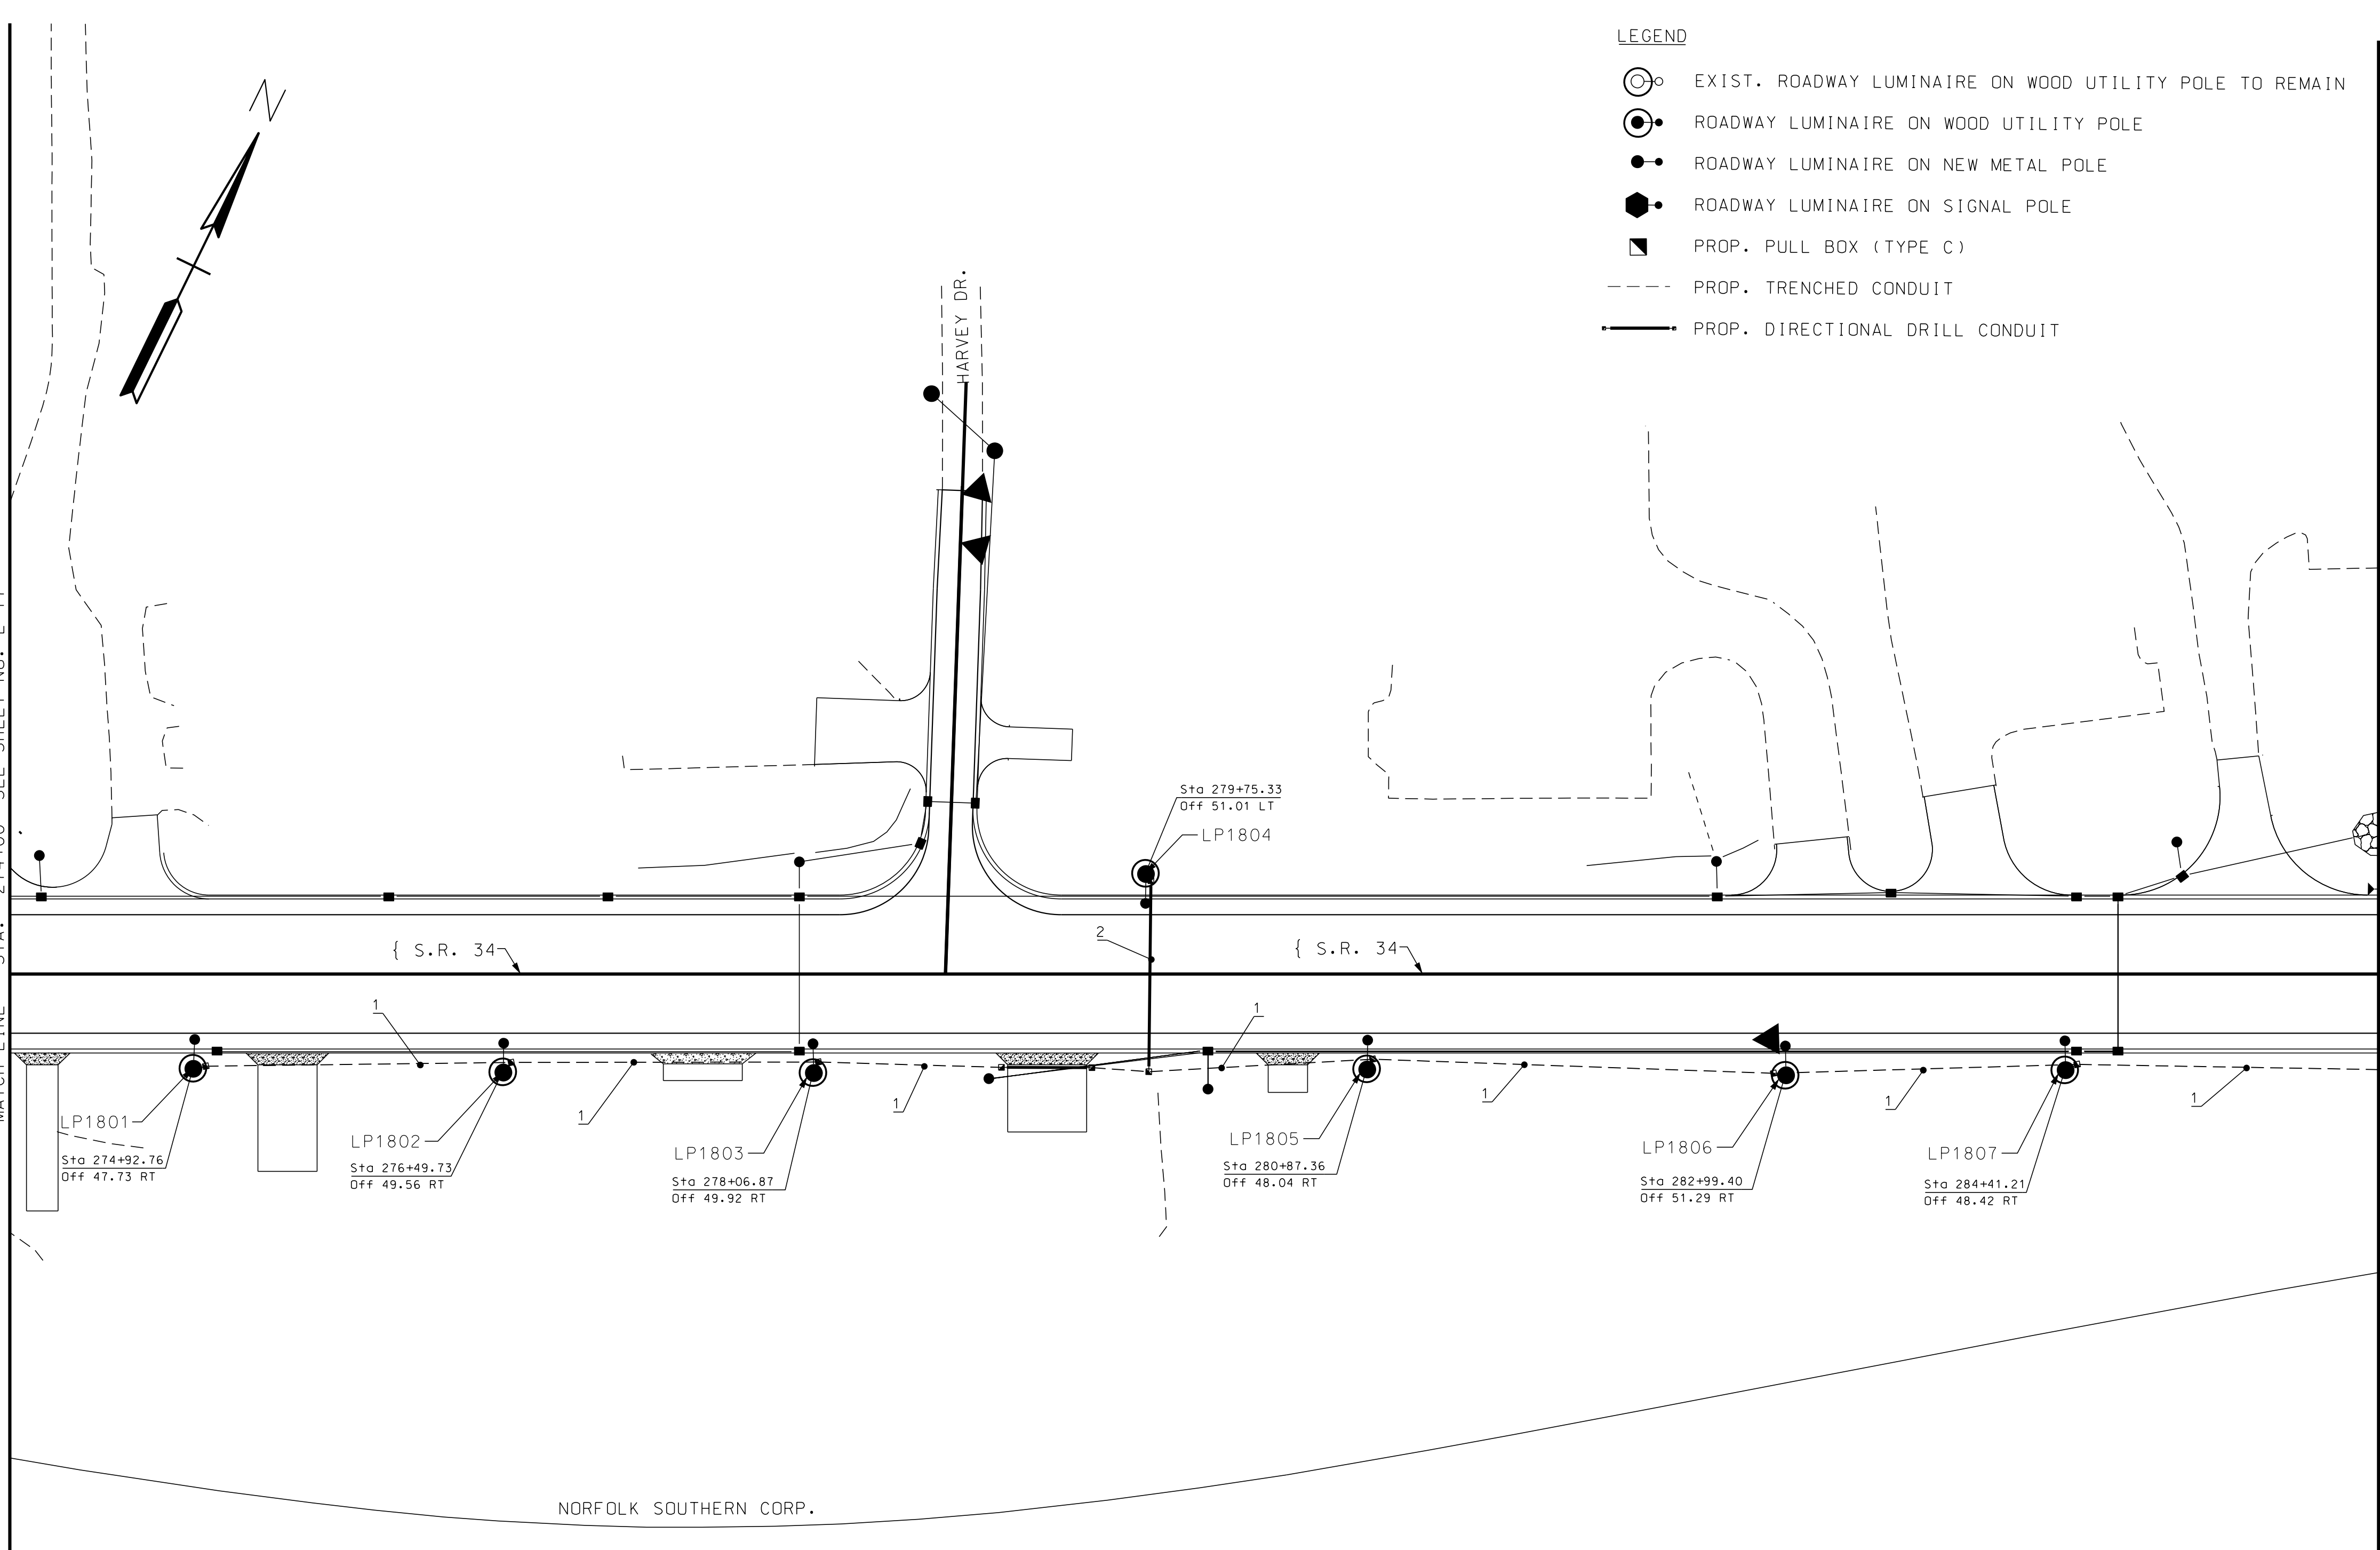 LEGEND
EXIST. ROADWAY LUMINAIRE ON WOOD UTILITY POLE TO REMAIN
ROADWAY LUMINAIRE ON WOOD UTILITY POLE
ROADWAY LUMINAIRE ON NEW METAL POLE
ROADWAY LUMINAIRE ON SIGNAL POLE
PROP. PULL BOX (TYPE C)
PROP. TRENCHED CONDUIT
PROP. DIRECTIONAL DRILL CONDUIT
N
HARVEY DR.
Sta 279+75.33
Off 51.01 LT
LP1804
2
{ S.R. 34
{ S.R. 34
1
1
1
1
1
1
1
LP1801
Sta 274+92.76
Off 47.73 RT
LP1802
Sta 276+49.73
Off 49.56 RT
LP1803
Sta 278+06.87
Off 49.92 RT
LP1805
Sta 280+87.36
Off 48.04 RT
LP1806
Sta 282+99.40
Off 51.29 RT
LP1807
Sta 284+41.21
Off 48.42 RT
NORFOLK SOUTHERN CORP.